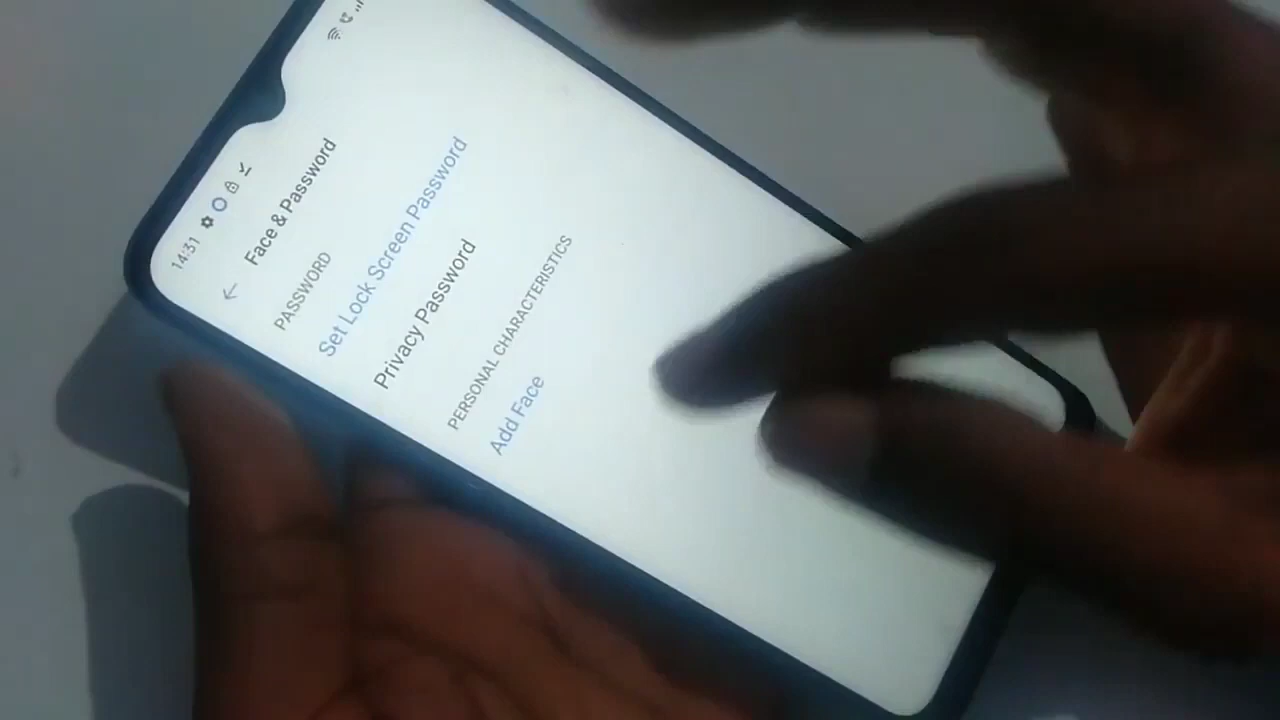 14:31
Face & Password
PASSWORD
Set Lock Screen Password
Privacy Password
PERSONAL CHARACTERISTICS
Add Face